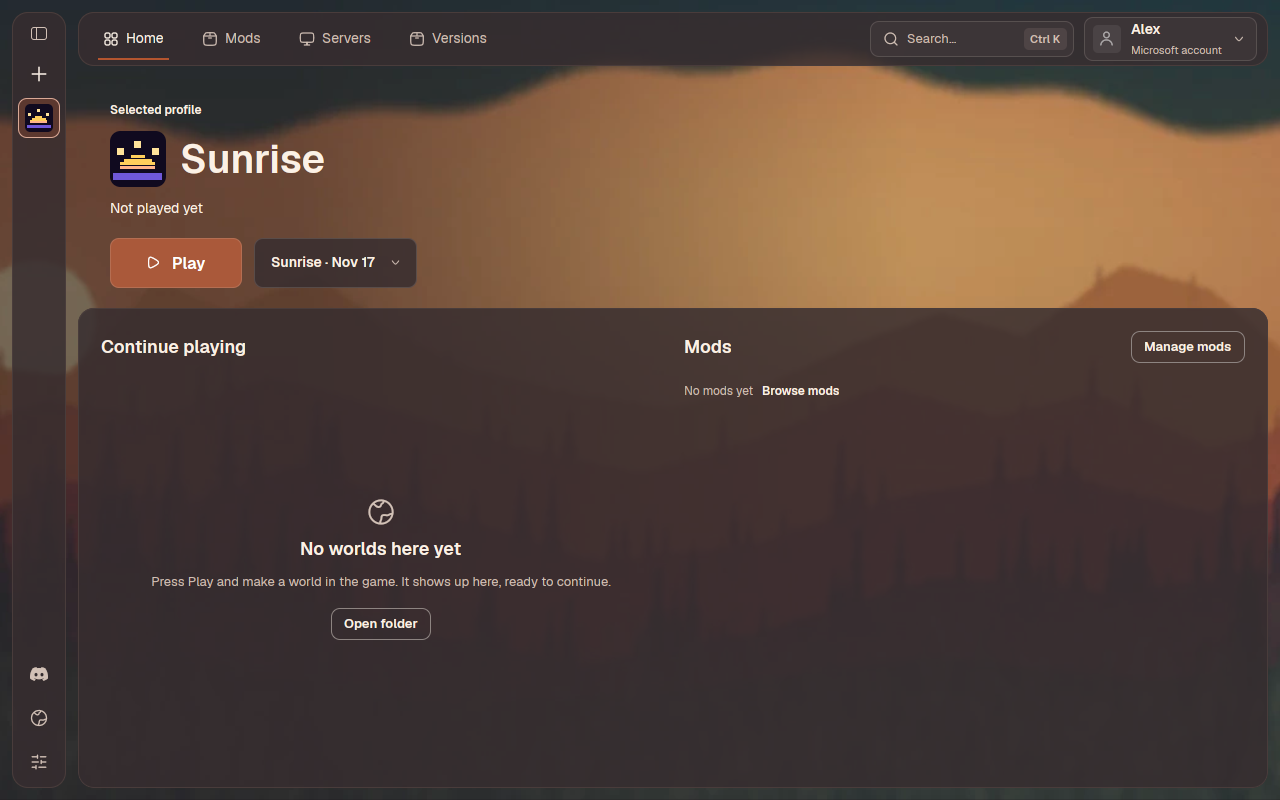 Home
Mods
Servers
Versions
Search...
Ctrl K
Alex
Microsoft account
Selected profile
Sunrise
Not played yet
Play
Sunrise · Nov 17
Continue playing
Mods
Manage mods
No mods yet Browse mods
No worlds here yet
Press Play and make a world in the game. It shows up here, ready to continue.
Open folder